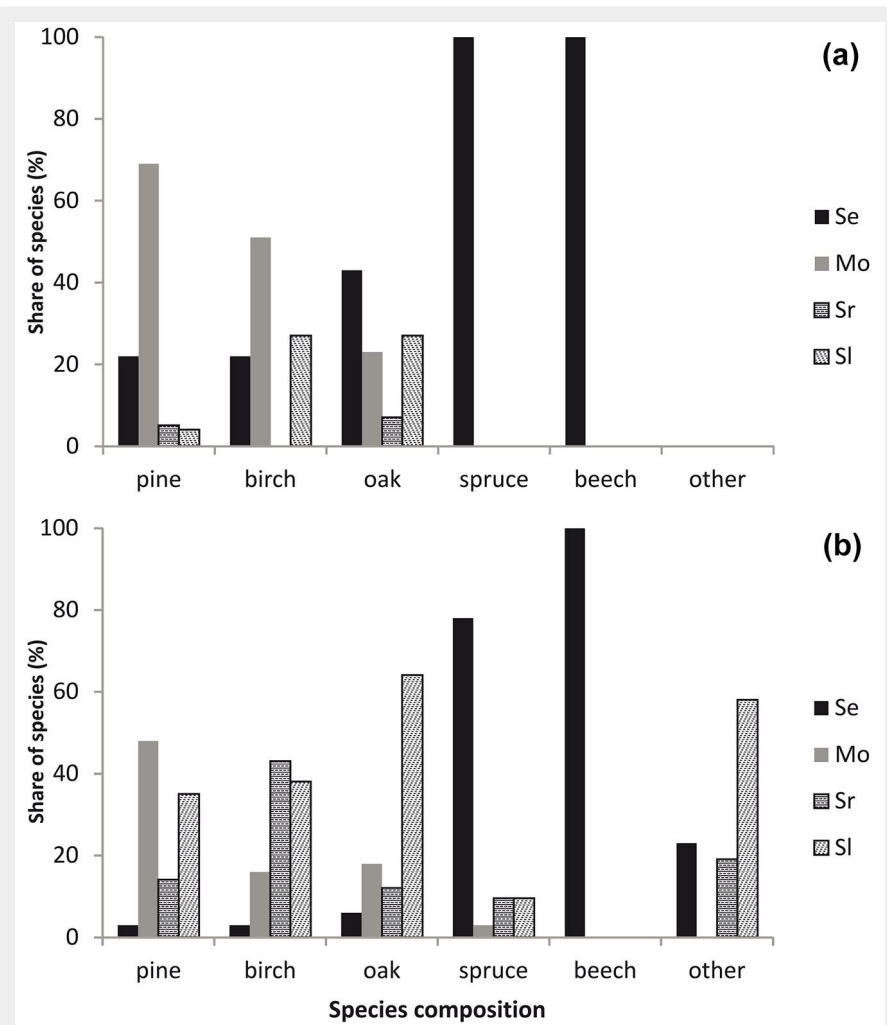 (a)
Share of species (%)
100
80
60
40
20
0
pine birch oak spruce beech other
Se
Mo
Sr
Sl
(b)
Share of species (%)
100
80
60
40
20
0
pine birch oak spruce beech other
Se
Mo
Sr
Sl
Species composition